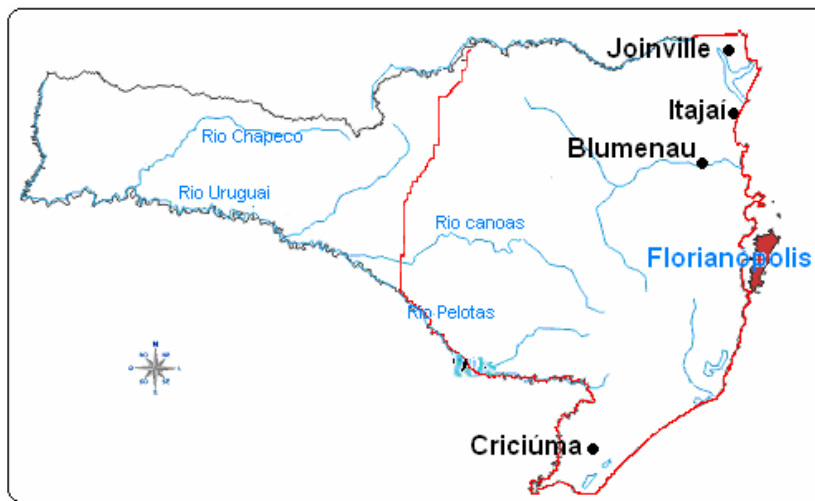 Joinville
Itajaí
Rio Chapeco
Blumenau
Rio Uruguai
Rio canoas
Florianópolis
Rio Pelotas
N
Criciúma